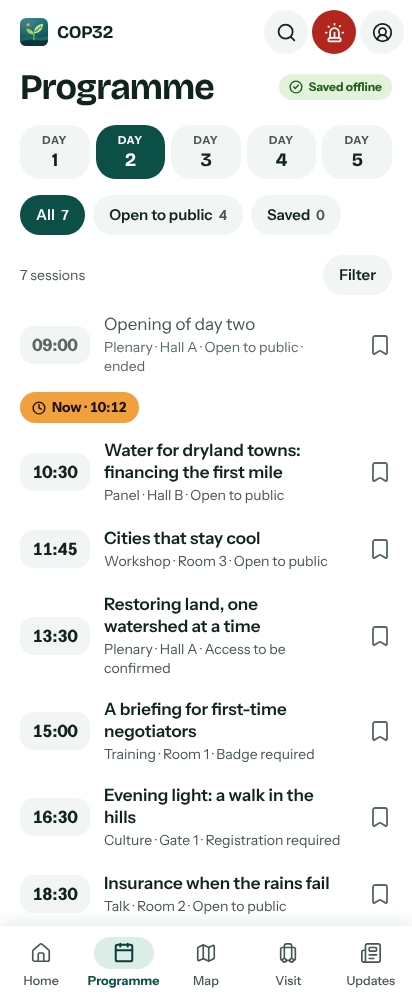 COP32
Programme
Saved offline
DAY
1
DAY
2
DAY
3
DAY
4
DAY
5
All 7
Open to public 4
Saved 0
7 sessions
Filter
09:00
Opening of day two
Plenary · Hall A · Open to public ·
ended
Now · 10:12
10:30
Water for dryland towns:
financing the first mile
Panel · Hall B · Open to public
11:45
Cities that stay cool
Workshop · Room 3 · Open to public
13:30
Restoring land, one
watershed at a time
Plenary · Hall A · Access to be
confirmed
15:00
A briefing for first-time
negotiators
Training · Room 1 · Badge required
16:30
Evening light: a walk in the
hills
Culture · Gate 1 · Registration required
18:30
Insurance when the rains fail
Talk · Room 2 · Open to public
Home
Programme
Map
Visit
Updates